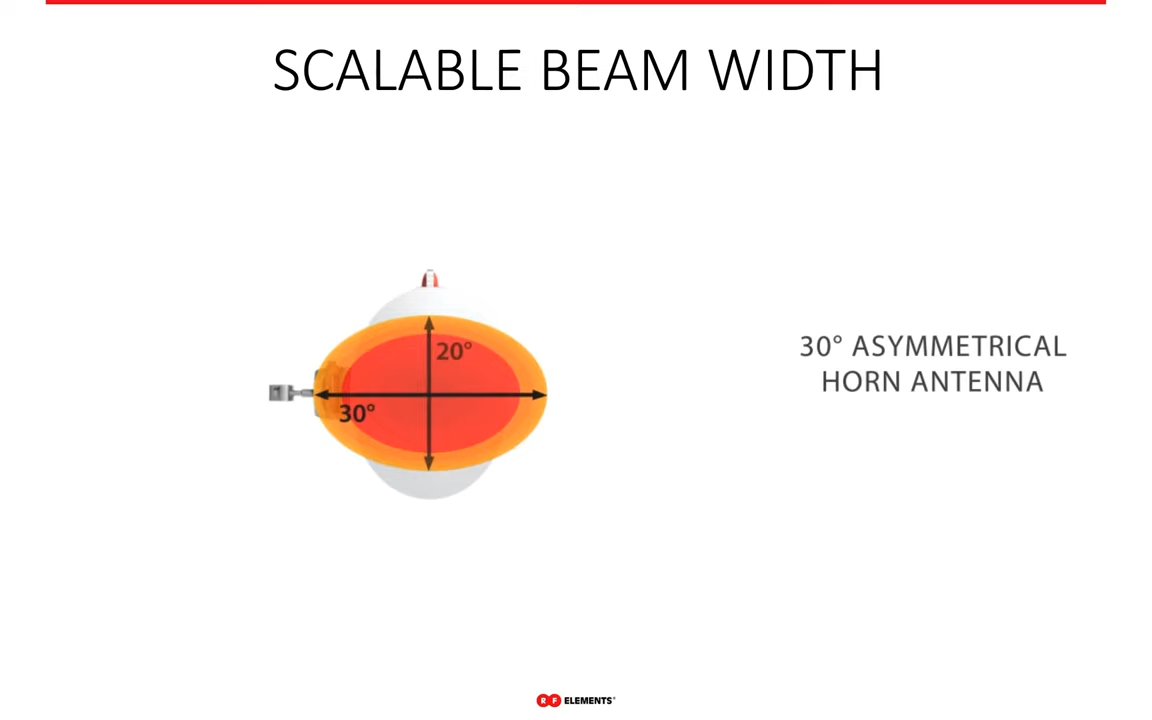 SCALABLE BEAM WIDTH
20°
30°
30° ASYMMETRICAL
HORN ANTENNA
RF ELEMENTS®